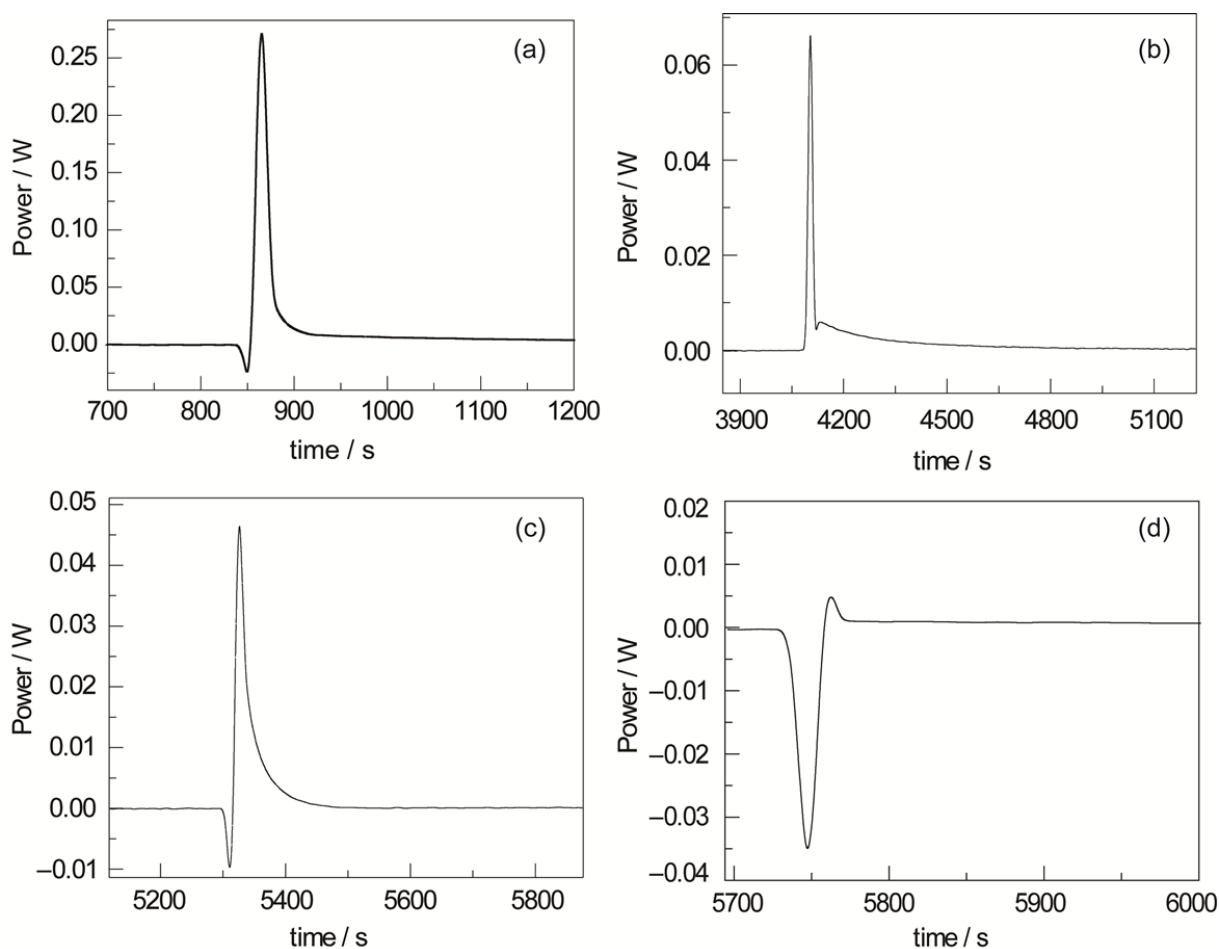 (a)
Power / W
0.25
0.20
0.15
0.10
0.05
0.00
700 800 900 1000 1100 1200
time / s
(b)
Power / W
0.06
0.04
0.02
0.00
3900 4200 4500 4800 5100
time / s
(c)
Power / W
0.05
0.04
0.03
0.02
0.01
0.00
–0.01
5200 5400 5600 5800
time / s
(d)
Power / W
0.02
0.01
0.00
–0.01
–0.02
–0.03
–0.04
5700 5800 5900 6000
time / s